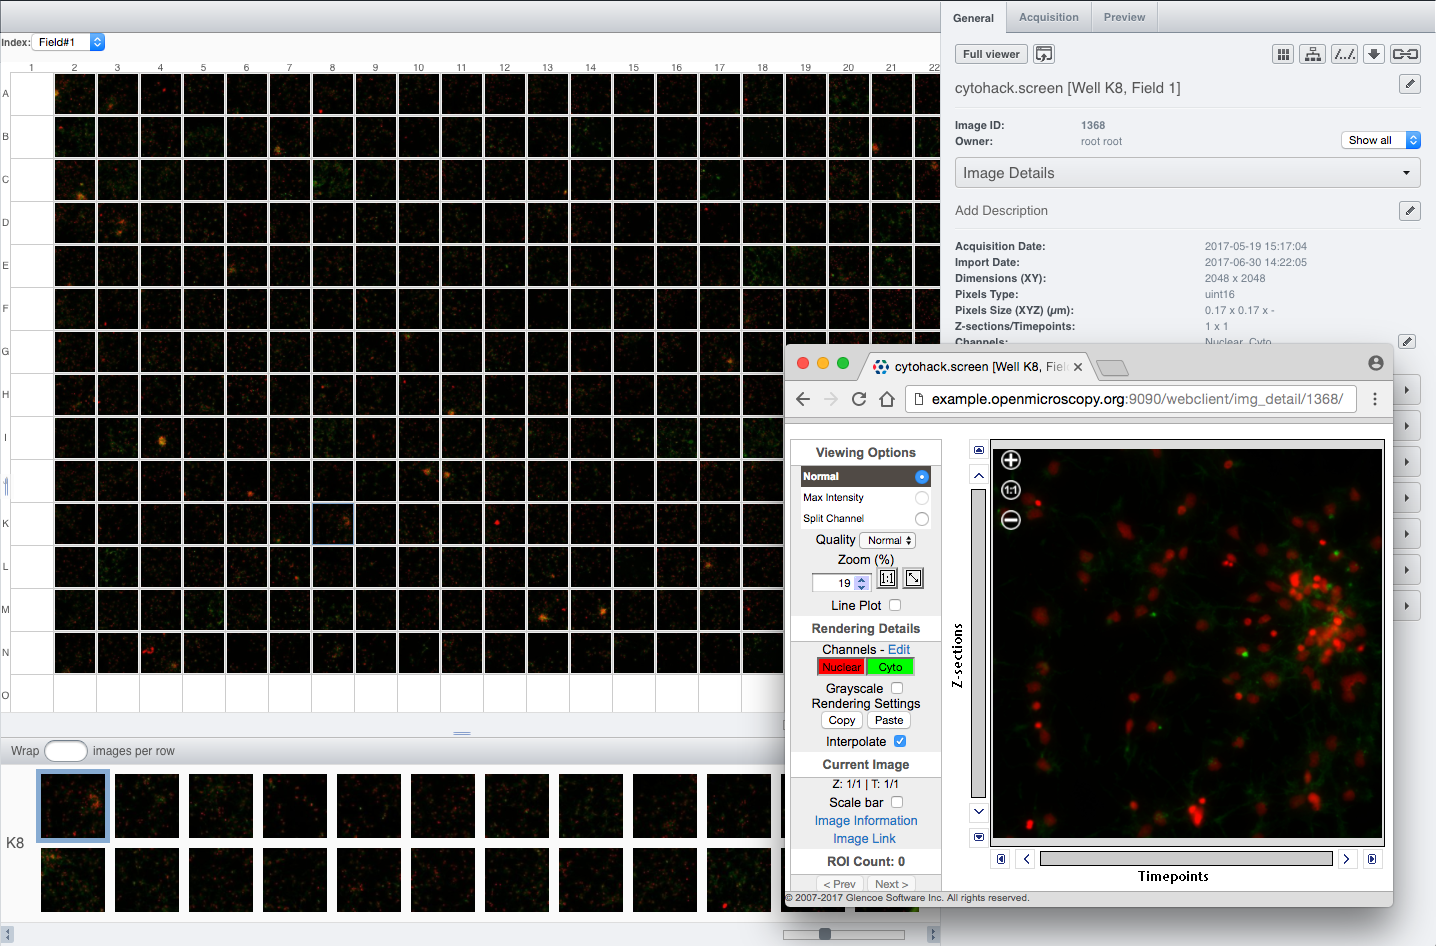 General Acquisition Preview
Index: Field#1
Full viewer
1 2 3 4 5 6 7 8 9 10 11 12 13 14 15 16 17 18 19 20 21 22
cytohack.screen [Well K8, Field 1]
A
B
C
D
E
F
G
H
I
K
L
M
N
O
Image ID: 1368
Owner: root root
Show all
Image Details
Add Description
Acquisition Date: 2017-05-19 15:17:04
Import Date: 2017-06-30 14:22:05
Dimensions (XY): 2048 x 2048
Pixels Type: uint16
Pixels Size (XYZ) (µm): 0.17 x 0.17 x -
Z-sections/Timepoints: 1 x 1
Channels: Nuclear, Cyto
cytohack.screen [Well K8, Fiel
example.openmicroscopy.org:9090/webclient/img_detail/1368/
Viewing Options
Normal
Max Intensity
Split Channel
Quality Normal
Zoom (%)
19 1:1
Line Plot
Rendering Details
Channels - Edit
Nuclear Cyto
Grayscale
Rendering Settings
Copy Paste
Interpolate
Current Image
Z: 1/1 | T: 1/1
Scale bar
Image Information
Image Link
ROI Count: 0
< Prev Next >
© 2007-2017 Glencoe Software Inc. All rights reserved.
1:1
Z-sections
Timepoints
Wrap images per row
K8